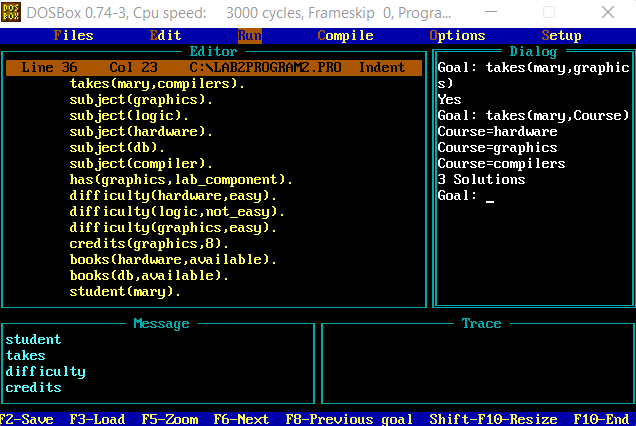 DOS BOX DOSBox 0.74-3, Cpu speed: 3000 cycles, Frameskip 0, Progra...
Files Edit Run Compile Options Setup
Editor
Line 36 Col 23 C:\LAB2PROGRAM2.PRO Indent
takes(mary,compilers).
subject(graphics).
subject(logic).
subject(hardware).
subject(db).
subject(compiler).
has(graphics,lab_component).
difficulty(hardware,easy).
difficulty(logic,not_easy).
difficulty(graphics,easy).
credits(graphics,8).
books(hardware,available).
books(db,available).
student(mary).
Dialog
Goal: takes(mary,graphic
s)
Yes
Goal: takes(mary,Course)
Course=hardware
Course=graphics
Course=compilers
3 Solutions
Goal: _
Message
student
takes
difficulty
credits
Trace
F2-Save F3-Load F5-Zoom F6-Next F8-Previous goal Shift-F10-Resize F10-End